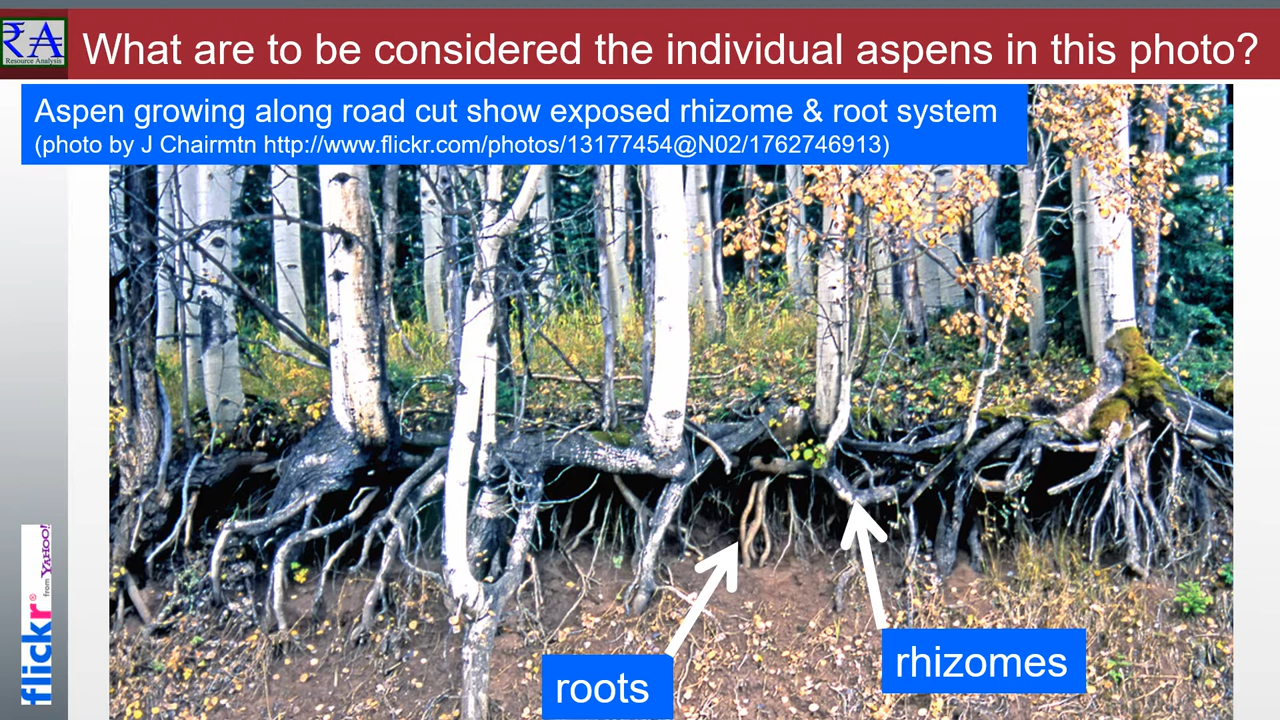 RA
Resource Analysis
What are to be considered the individual aspens in this photo?
Aspen growing along road cut show exposed rhizome & root system
(photo by J Chairmtn http://www.flickr.com/photos/13177454@N02/1762746913)
roots
rhizomes
flickr® from YAHOO!